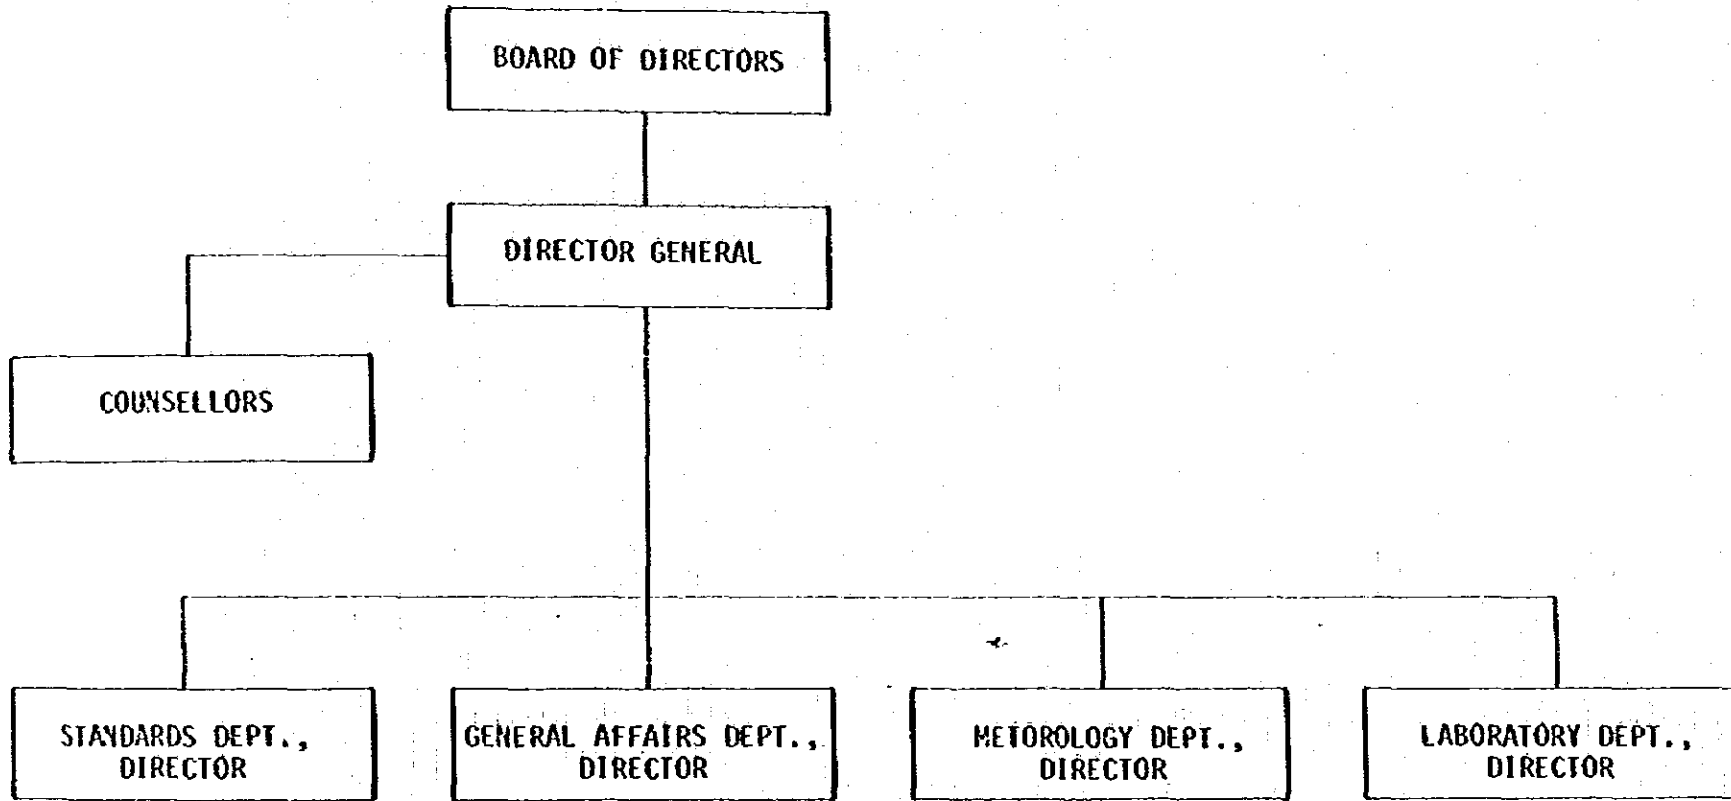 BOARD OF DIRECTORS
DIRECTOR GENERAL
COUNSELLORS
STANDARDS DEPT.,
DIRECTOR
GENERAL AFFAIRS DEPT.,
DIRECTOR
METOROLOGY DEPT.,
DIRECTOR
LABORATORY DEPT.,
DIRECTOR